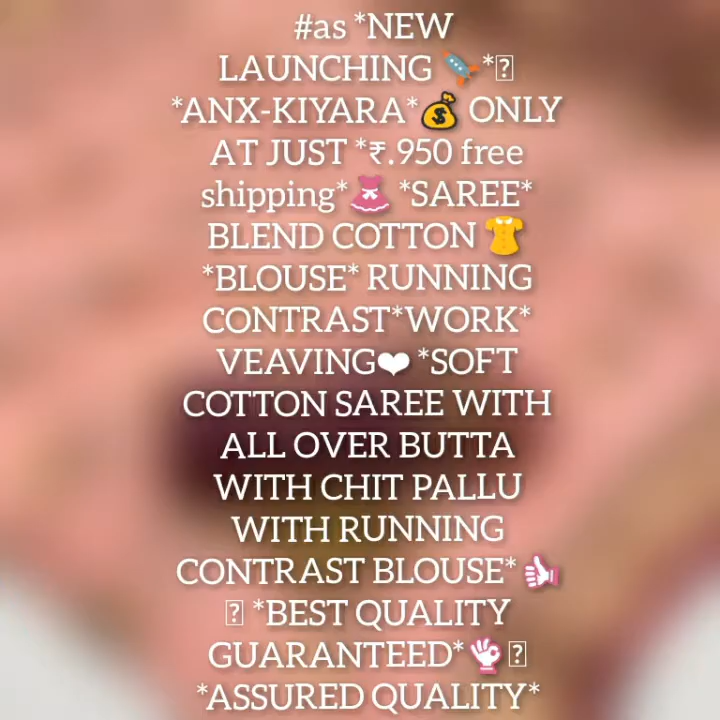 #as *NEW
LAUNCHING 🚀*�
*ANX-KIYARA*💰 ONLY
AT JUST *₹.950 free
shipping*👗 *SAREE*
BLEND COTTON 👚
*BLOUSE* RUNNING
CONTRAST*WORK*
VEAVING❤ *SOFT
COTTON SAREE WITH
ALL OVER BUTTA
WITH CHIT PALLU
WITH RUNNING
CONTRAST BLOUSE* 👍
� *BEST QUALITY
GUARANTEED*👌 �
*ASSURED QUALITY*